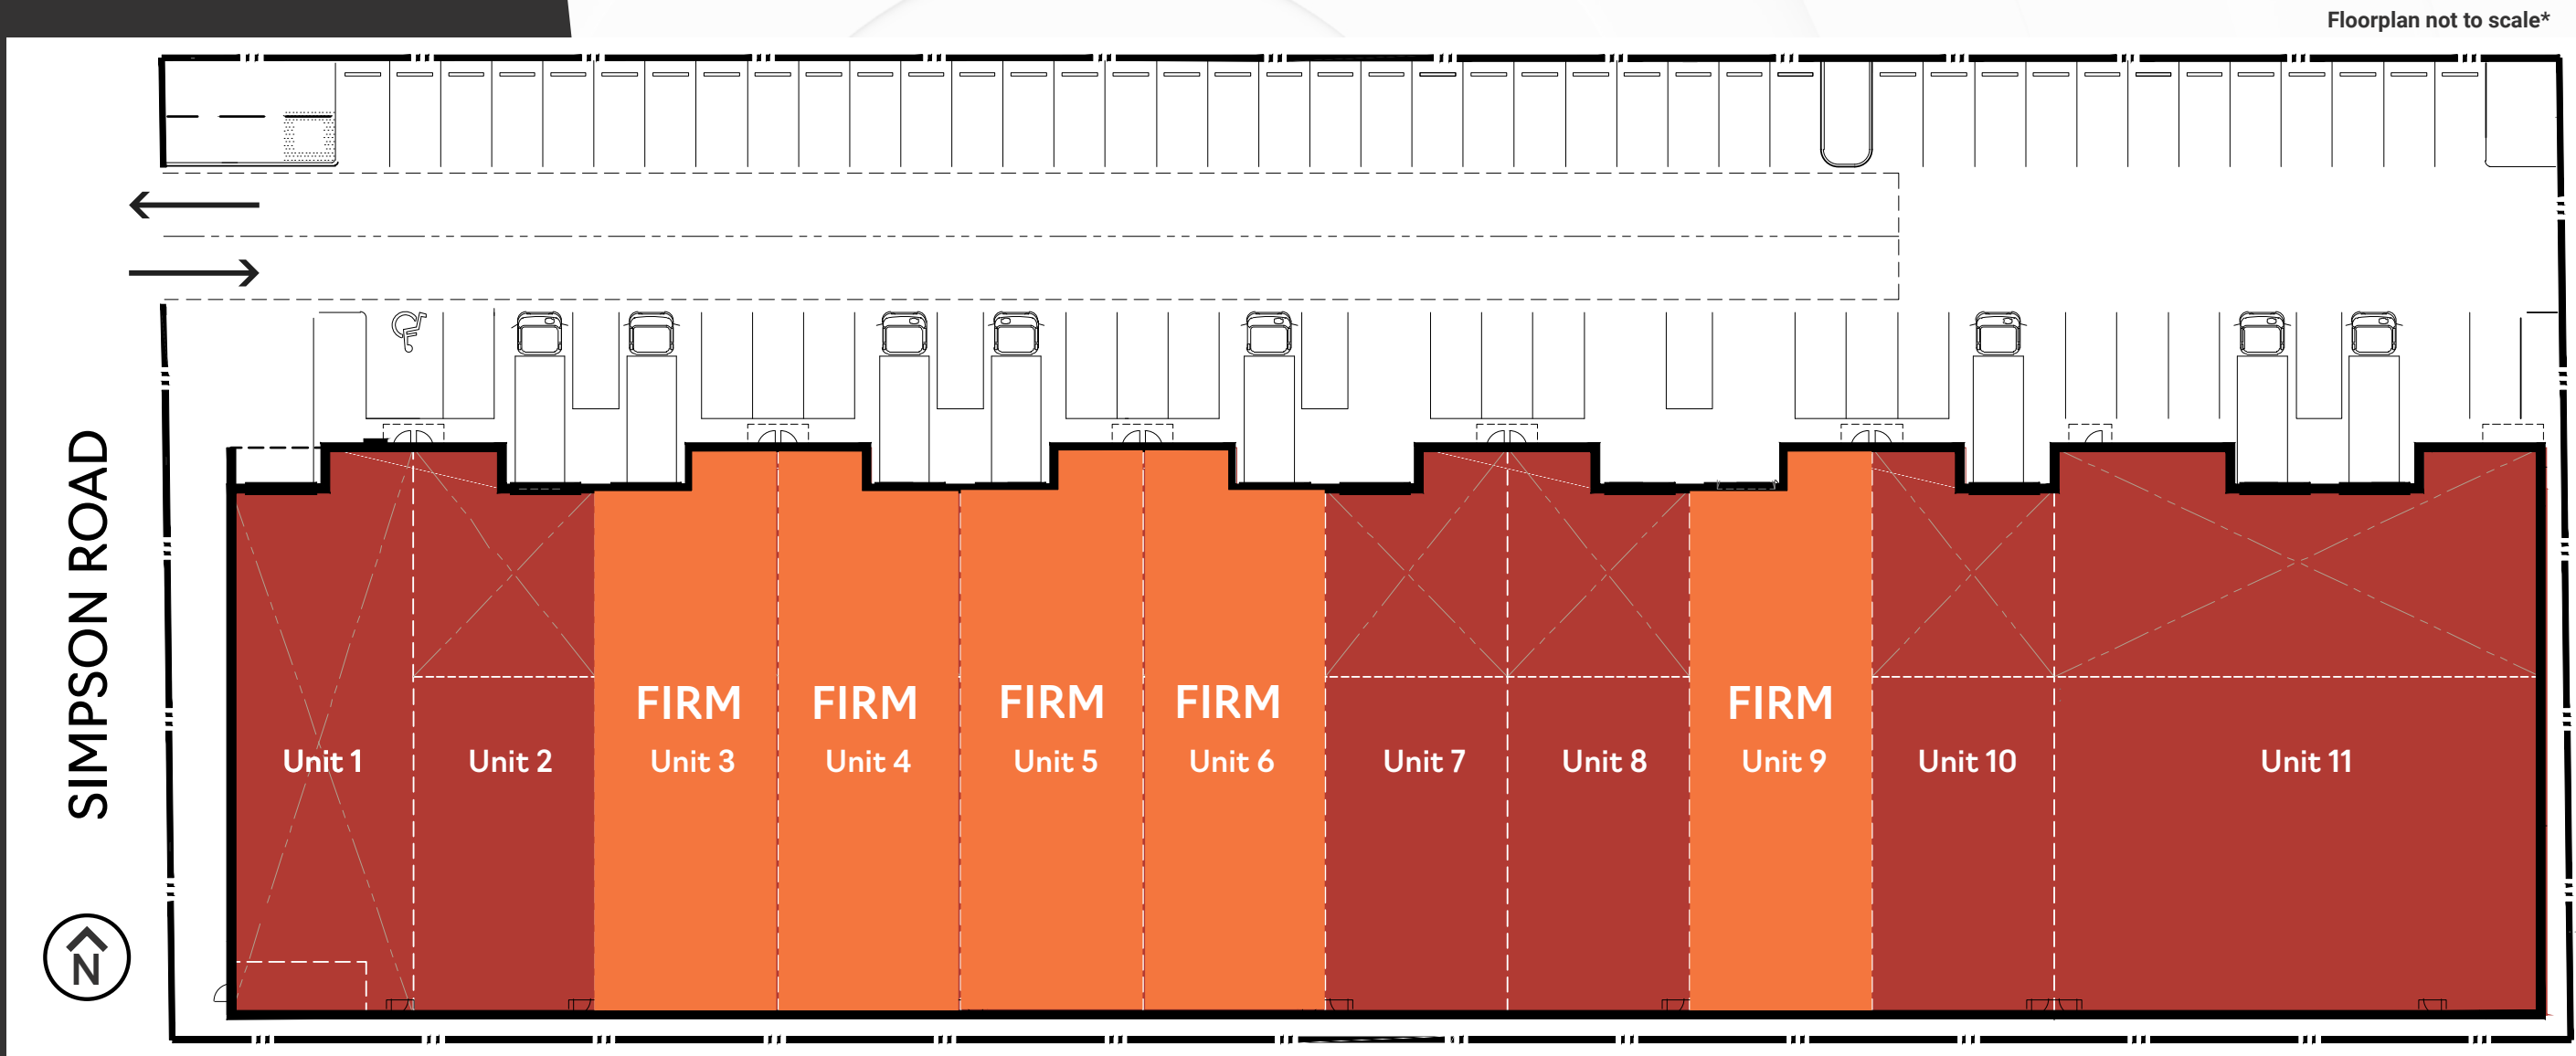 Floorplan not to scale*
SIMPSON ROAD
FIRM
FIRM
FIRM
FIRM
FIRM
Unit 1
Unit 2
Unit 3
Unit 4
Unit 5
Unit 6
Unit 7
Unit 8
Unit 9
Unit 10
Unit 11
N